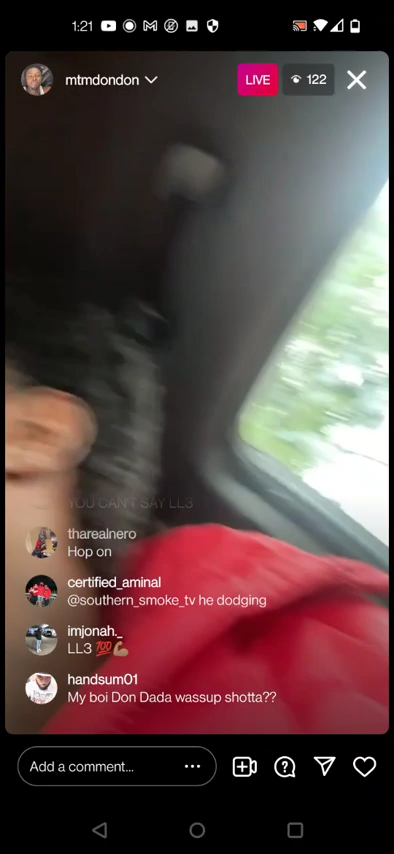 1:21
mtmdondon
LIVE
122
YOU CAN'T SAY LL3
tharealnero
Hop on
certified_aminal
@southern_smoke_tv he dodging
imjonah._
LL3 💯💪🏽
handsum01
My boi Don Dada wassup shotta??
Add a comment...